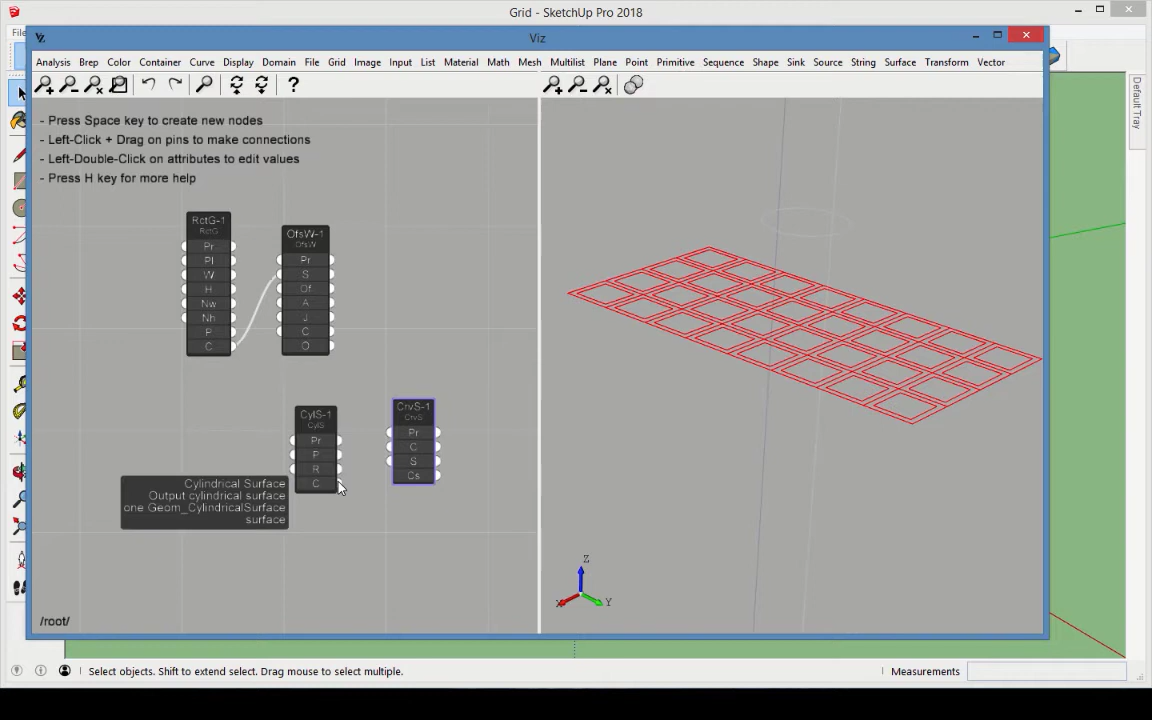 Grid - SketchUp Pro 2018
File
Viz
Analysis Brep Color Container Curve Display Domain File Grid Image Input List Material Math Mesh Multilist Plane Point Primitive Sequence Shape Sink Source String Surface Transform Vector
- Press Space key to create new nodes
- Left-Click + Drag on pins to make connections
- Left-Double-Click on attributes to edit values
- Press H key for more help
RctG-1
RctG
Pr
Pl
W
H
Nw
Nh
P
C
OfsW-1
OfsW
Pr
S
Of
A
J
C
O
CylS-1
CylS
Pr
P
R
C
CrvS-1
CrvS
Pr
C
S
Cs
Cylindrical Surface
Output cylindrical surface
one Geom_CylindricalSurface
surface
Z
X
Y
/root/
Default Tray
Select objects. Shift to extend select. Drag mouse to select multiple.
Measurements